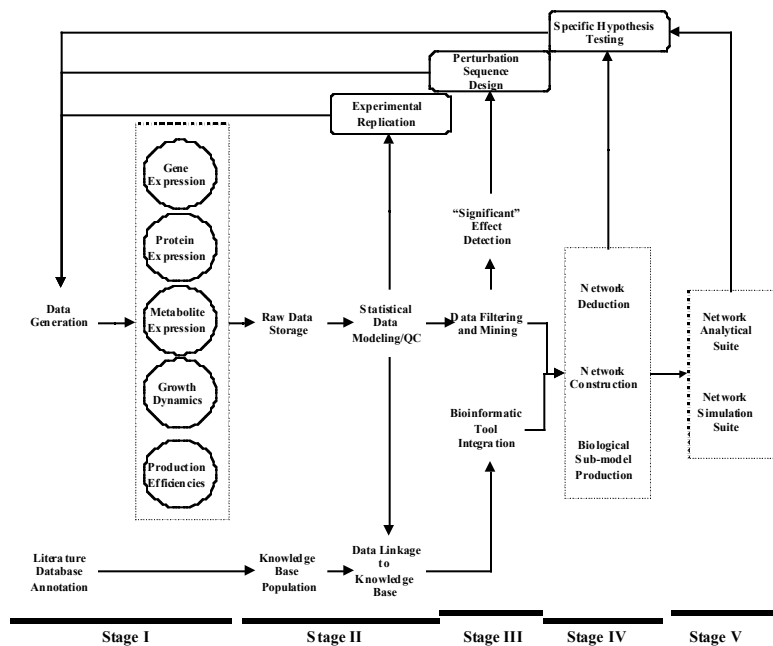 Specific Hypothesis
Testing
Perturbation
Sequence
Design
Experimental
Replication
Gene
Expression
Protein
Expression
Metabolite
Expression
Growth
Dynamics
Production
Efficiencies
Data
Generation
Raw Data
Storage
Statistical
Data
Modeling/QC
“Significant”
Effect
Detection
Data Filtering
and Mining
Bioinformatic
Tool
Integration
Network
Deduction
Network
Construction
Biological
Sub-model
Production
Network
Analytical
Suite
Network
Simulation
Suite
Literature
Database
Annotation
Knowledge
Base
Population
Data Linkage
to
Knowledge
Base
Stage I
Stage II
Stage III
Stage IV
Stage V